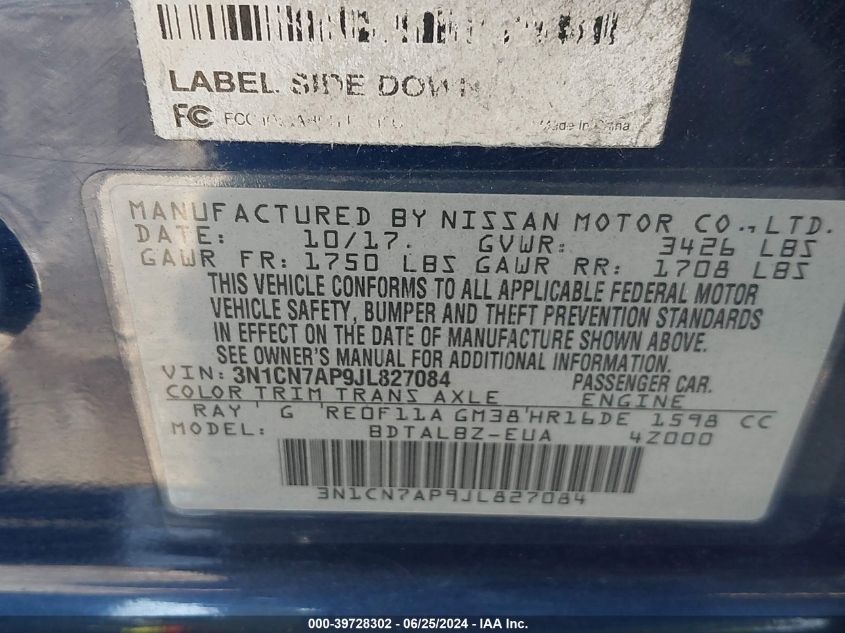 LABEL SIDE DOWN
FC FCC
Made in China
MANUFACTURED BY NISSAN MOTOR CO.,LTD.
DATE: 10/17. GVWR: 3426 LBS
GAWR FR: 1750 LBS GAWR RR: 1708 LBS
THIS VEHICLE CONFORMS TO ALL APPLICABLE FEDERAL MOTOR
VEHICLE SAFETY, BUMPER AND THEFT PREVENTION STANDARDS
IN EFFECT ON THE DATE OF MANUFACTURE SHOWN ABOVE.
SEE OWNER'S MANUAL FOR ADDITIONAL INFORMATION.
VIN: 3N1CN7AP9JL827084 PASSENGER CAR.
COLOR TRIM TRANS AXLE ENGINE
RAY G RE0F11A GM38 HR16DE 1598 CC
MODEL: BDTALBZ-EUA 4Z000
3N1CN7AP9JL827084
000-39728302 - 06/25/2024 - IAA Inc.